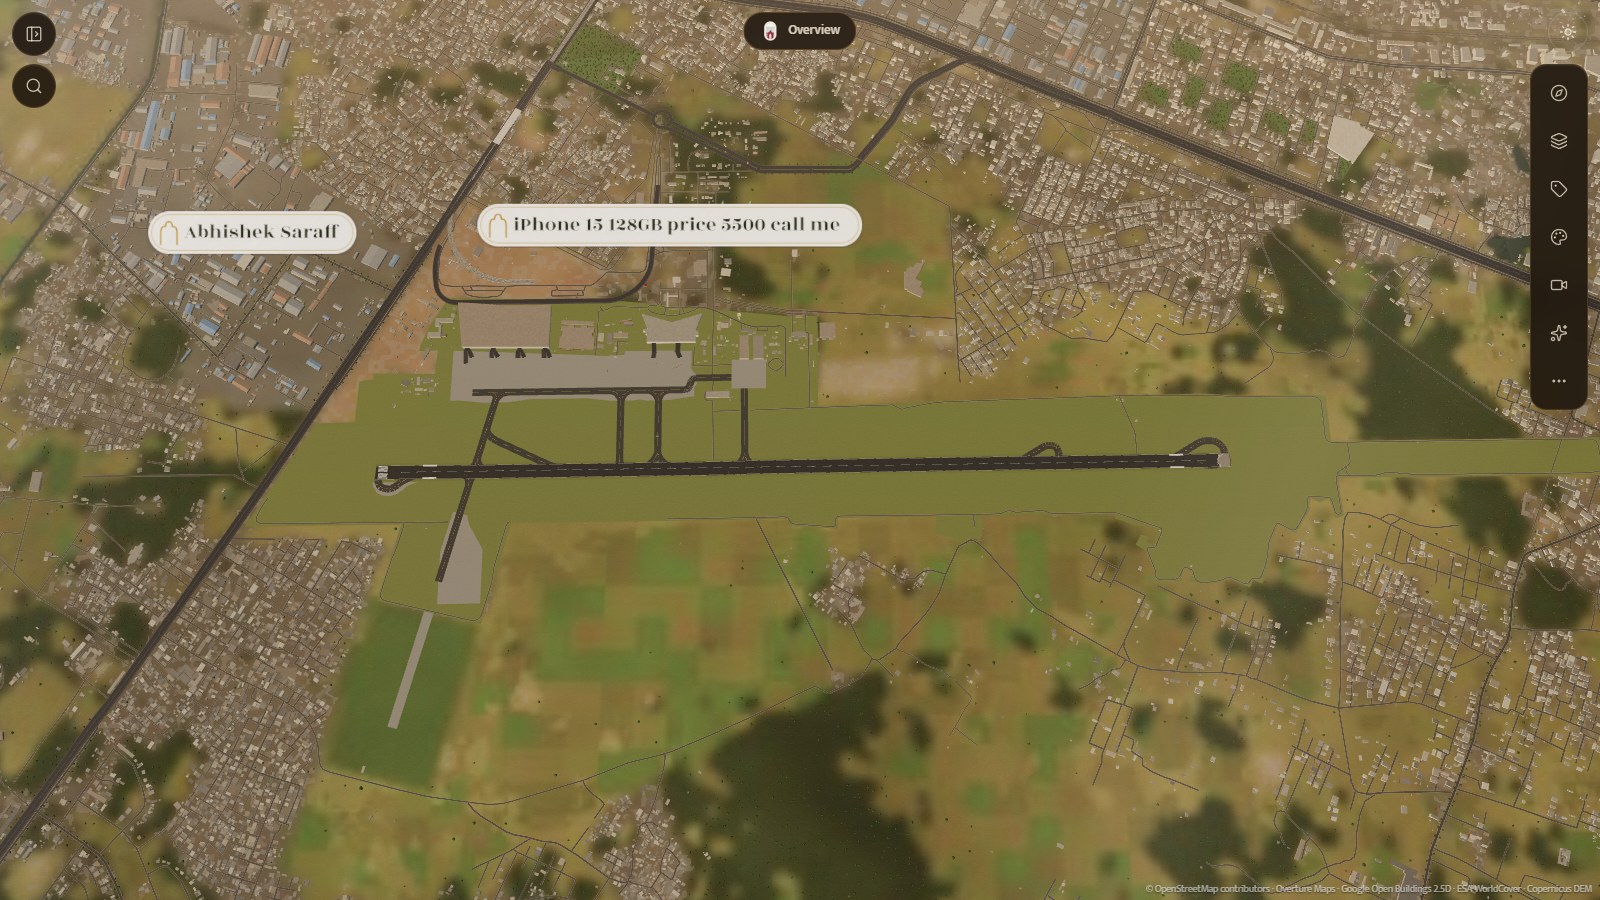 Overview
Abhishek Saraff
iPhone 15 128GB price 5500 call me
© OpenStreetMap contributors · Overture Maps · Google Open Buildings 2.5D · ESA WorldCover · Copernicus DEM